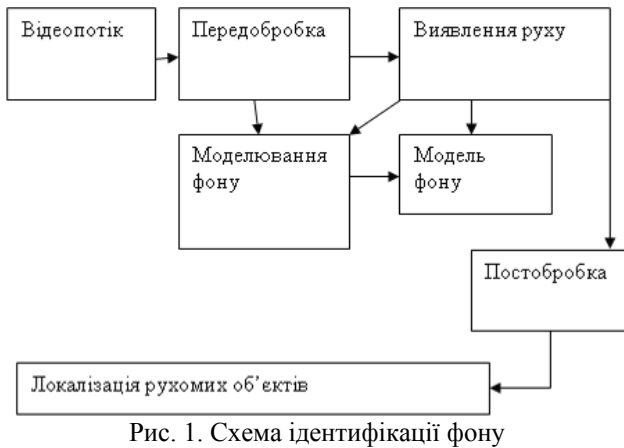 Відеопотік
Передобробка
Виявлення руху
Моделювання
фону
Модель
фону
Постобробка
Локалізація рухомих об’єктів
Рис. 1. Схема ідентифікації фону